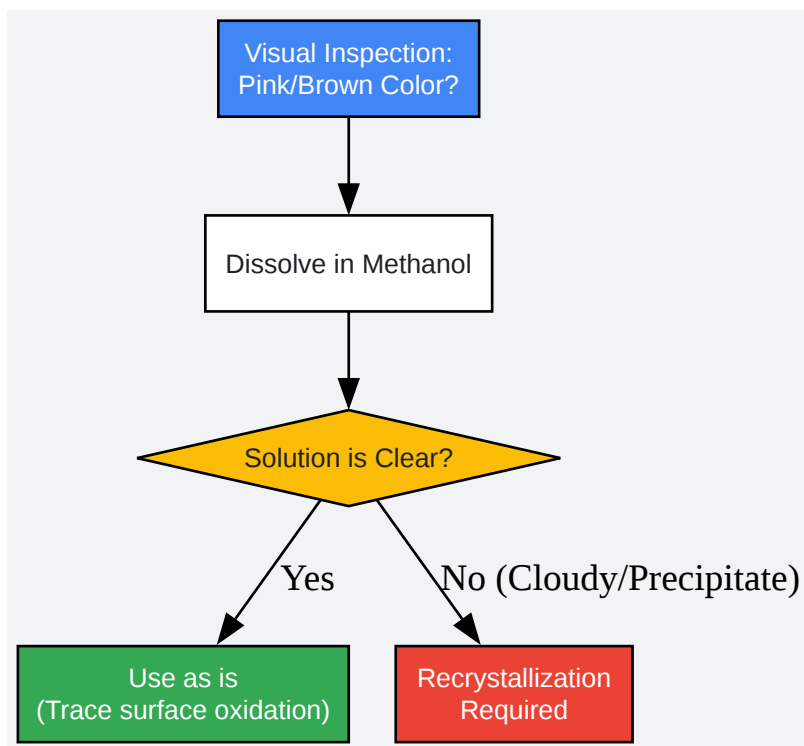 Visual Inspection:
Pink/Brown Color?
Dissolve in Methanol
Solution is Clear?
Yes
No (Cloudy/Precipitate)
Use as is
(Trace surface oxidation)
Recrystallization
Required